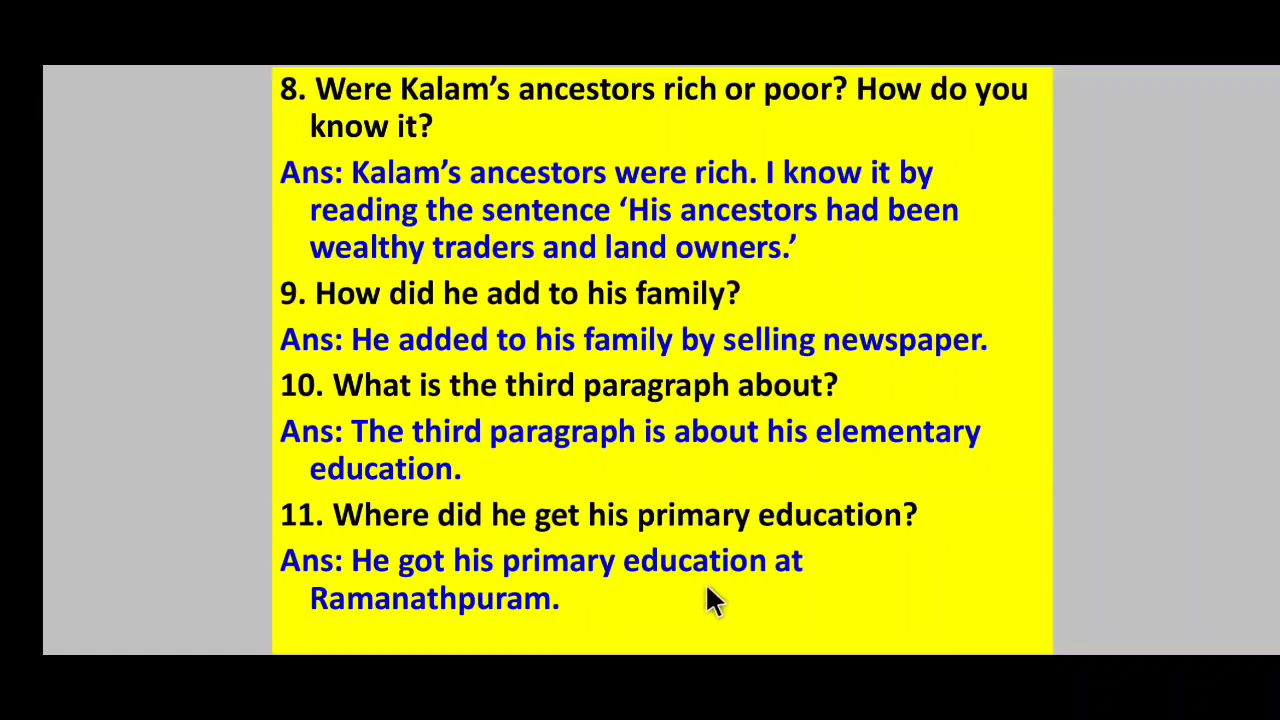 8. Were Kalam’s ancestors rich or poor? How do you
know it?
Ans: Kalam’s ancestors were rich. I know it by
reading the sentence ‘His ancestors had been
wealthy traders and land owners.’
9. How did he add to his family?
Ans: He added to his family by selling newspaper.
10. What is the third paragraph about?
Ans: The third paragraph is about his elementary
education.
11. Where did he get his primary education?
Ans: He got his primary education at
Ramanathpuram.